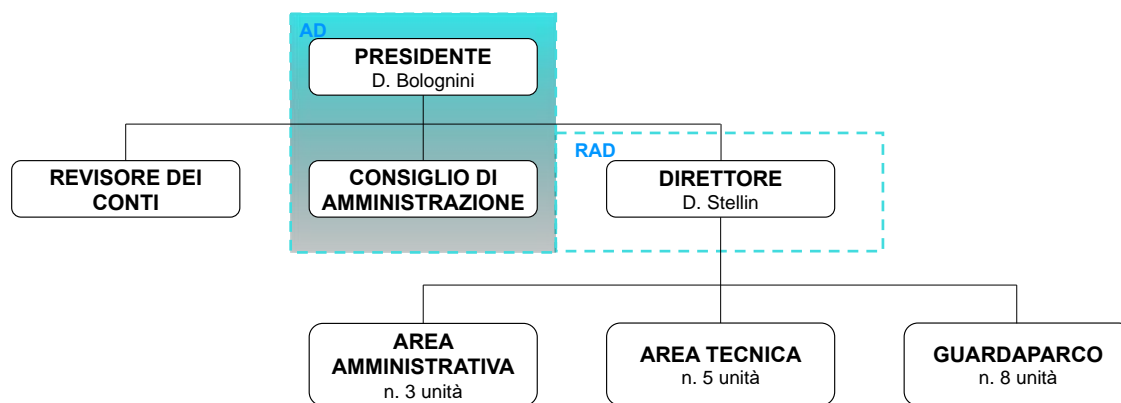 AD
PRESIDENTE
D. Bolognini
REVISORE DEI
CONTI
CONSIGLIO DI
AMMINISTRAZIONE
RAD
DIRETTORE
D. Stellin
AREA
AMMINISTRATIVA
n. 3 unità
AREA TECNICA
n. 5 unità
GUARDAPARCO
n. 8 unità